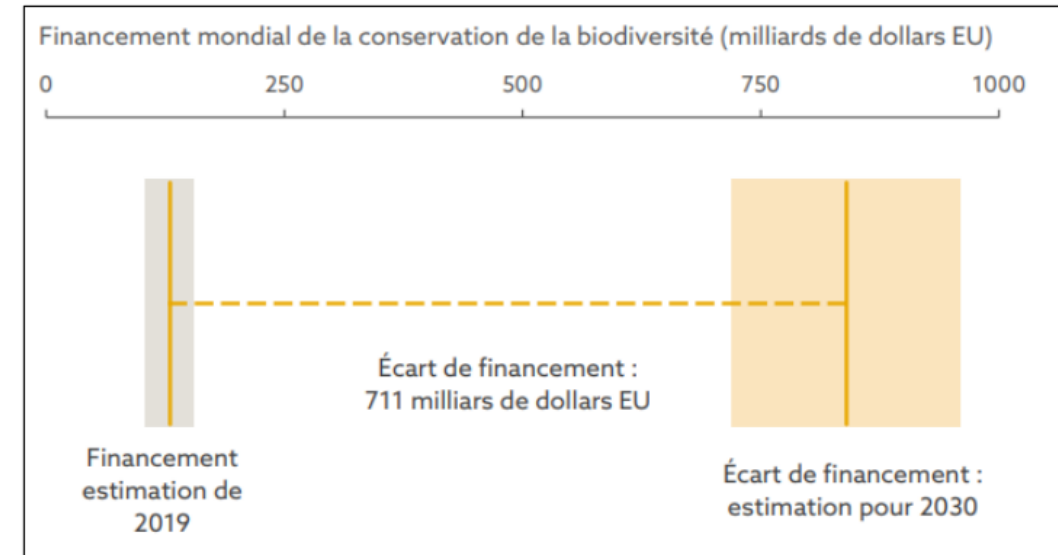 Financement mondial de la conservation de la biodiversité (milliards de dollars EU)
0 250 500 750 1000
Écart de financement :
711 milliars de dollars EU
Financement
estimation de
2019
Écart de financement :
estimation pour 2030